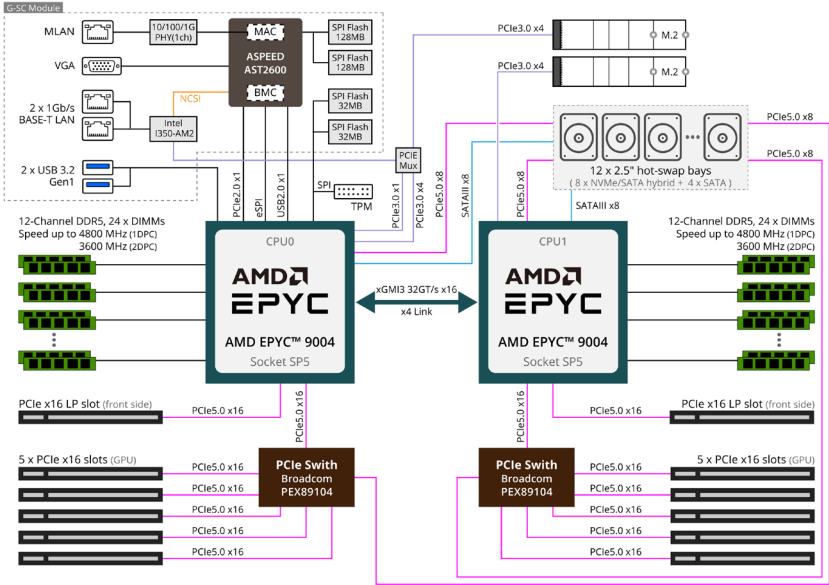 G-SC Module
MLAN
10/100/1G
PHY(1ch)
MAC
ASPEED
AST2600
BMC
SPI Flash
128MB
SPI Flash
128MB
SPI Flash
32MB
SPI Flash
32MB
VGA
2 x 1Gb/s
BASE-T LAN
NCSI
Intel
I350-AM2
2 x USB 3.2
Gen1
PCIe2.0 x1
eSPI
USB2.0 x1
SPI
TPM
PCIE
Mux
PCIe3.0 x1
PCIe3.0 x4
PCIe5.0 x8
SATAIII x8
PCIe5.0 x8
PCIe3.0 x4
M.2
PCIe3.0 x4
M.2
PCIe5.0 x8
PCIe5.0 x8
12 x 2.5" hot-swap bays
( 8 x NVMe/SATA hybrid + 4 x SATA )
SATAIII x8
12-Channel DDR5, 24 x DIMMs
Speed up to 4800 MHz (1DPC)
3600 MHz (2DPC)
CPU0
AMD
EPYC
AMD EPYC™ 9004
Socket SP5
xGMI3 32GT/s x16
x4 Link
CPU1
AMD
EPYC
AMD EPYC™ 9004
Socket SP5
12-Channel DDR5, 24 x DIMMs
Speed up to 4800 MHz (1DPC)
3600 MHz (2DPC)
PCIe x16 LP slot (front side)
PCIe5.0 x16
PCIe5.0 x16
PCIe5.0 x16
PCIe5.0 x16
PCIe x16 LP slot (front side)
5 x PCIe x16 slots (GPU)
PCIe5.0 x16
PCIe5.0 x16
PCIe5.0 x16
PCIe5.0 x16
PCIe5.0 x16
PCIe Swith
Broadcom
PEX89104
PCIe Swith
Broadcom
PEX89104
5 x PCIe x16 slots (GPU)
PCIe5.0 x16
PCIe5.0 x16
PCIe5.0 x16
PCIe5.0 x16
PCIe5.0 x16